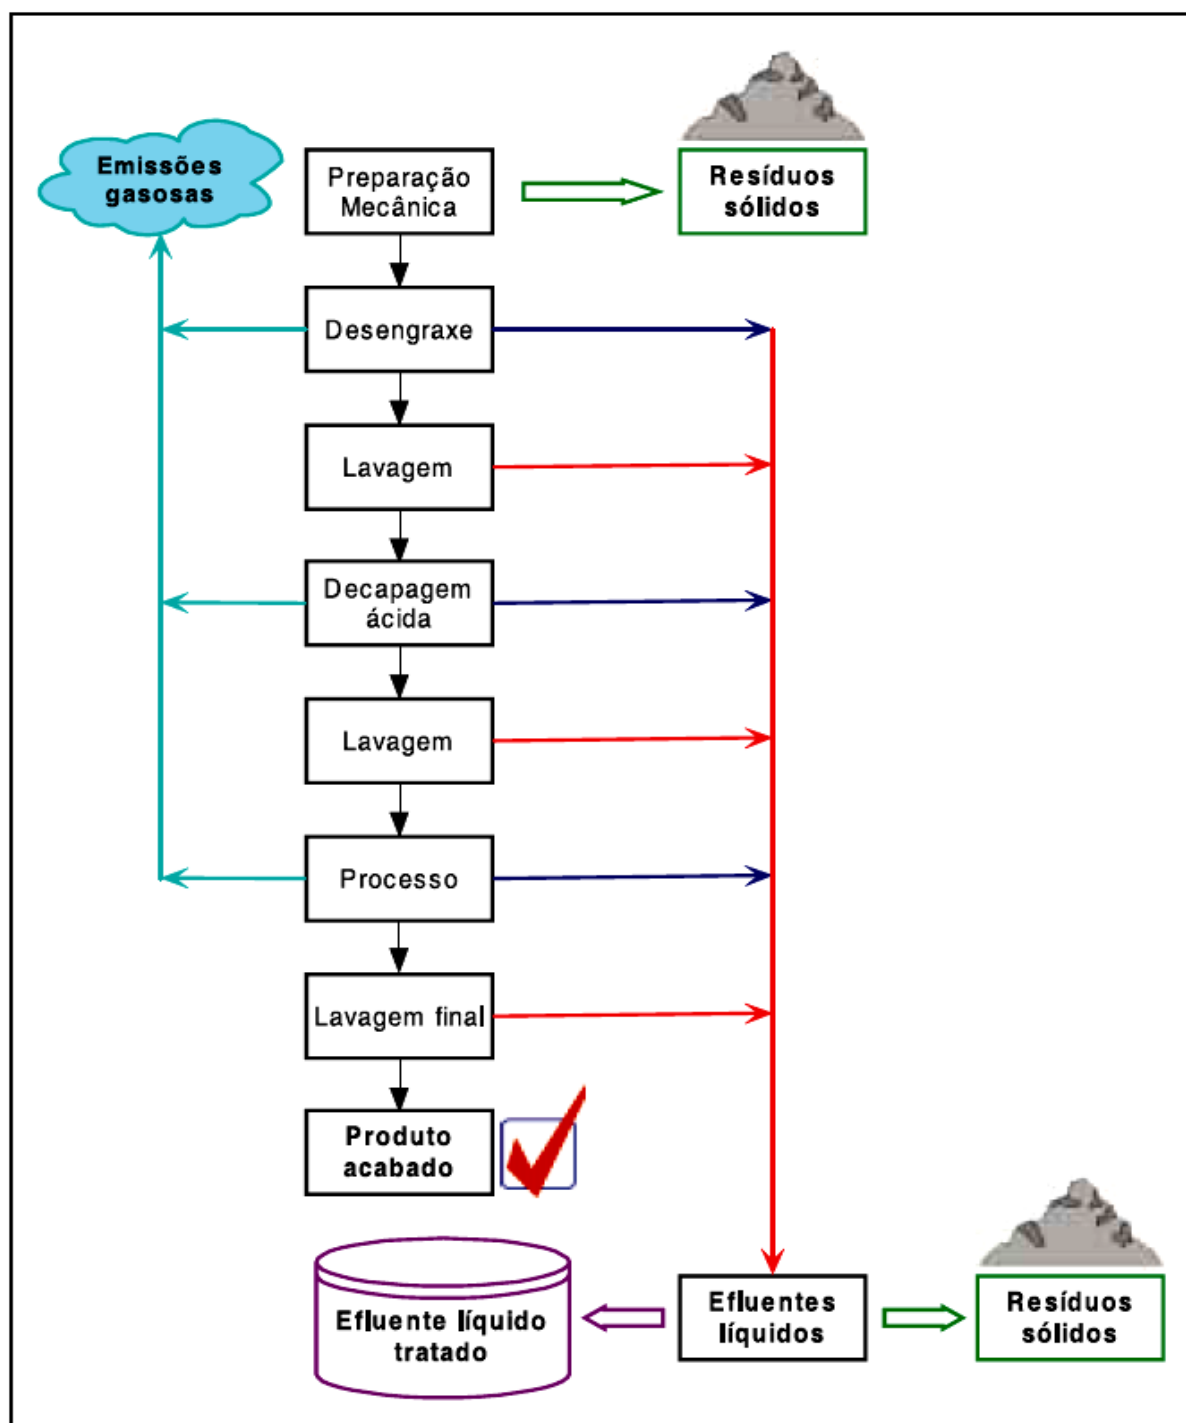 Emissões
gasosas
Preparação
Mecânica
Resíduos
sólidos
Desengraxe
Lavagem
Decapagem
ácida
Lavagem
Processo
Lavagem final
Produto
acabado
Efluente líquido
tratado
Efluentes
líquidos
Resíduos
sólidos